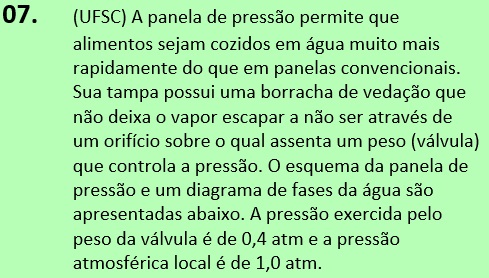 07. (UFSC) A panela de pressão permite que
alimentos sejam cozidos em água muito mais
rapidamente do que em panelas convencionais.
Sua tampa possui uma borracha de vedação que
não deixa o vapor escapar a não ser através de
um orifício sobre o qual assenta um peso (válvula)
que controla a pressão. O esquema da panela de
pressão e um diagrama de fases da água são
apresentadas abaixo. A pressão exercida pelo
peso da válvula é de 0,4 atm e a pressão
atmosférica local é de 1,0 atm.